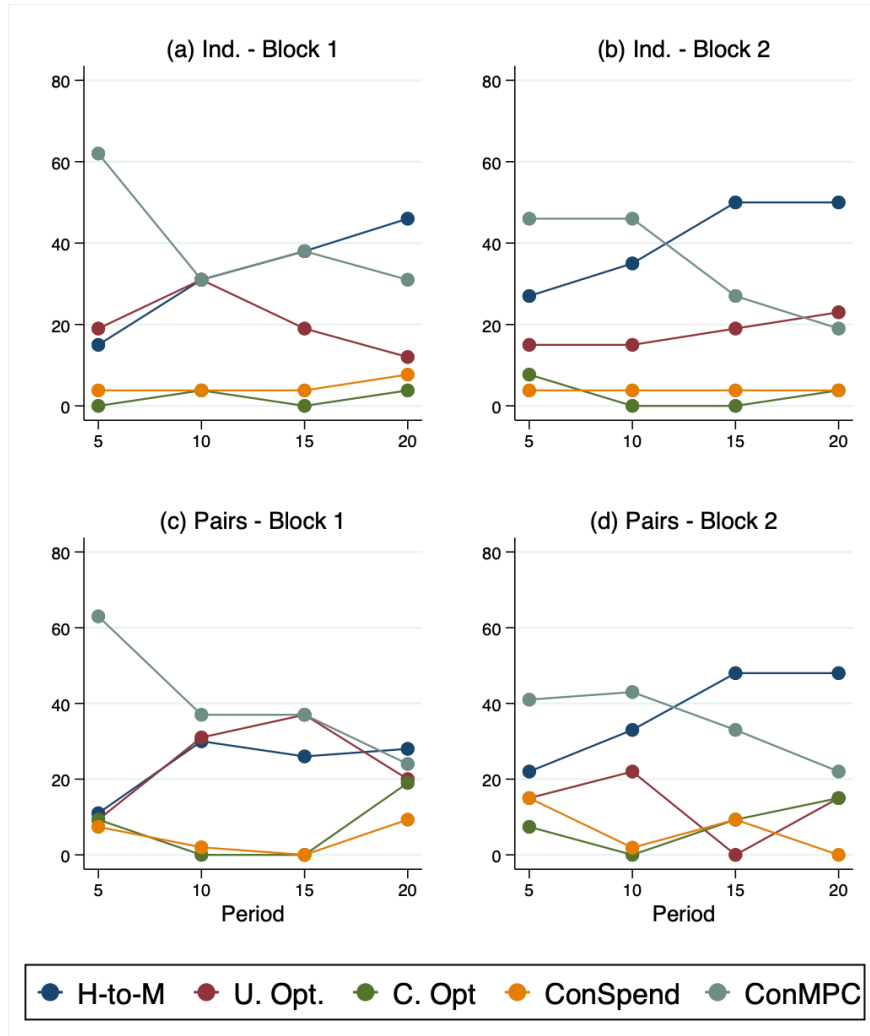 (a) Ind. - Block 1
(b) Ind. - Block 2
80
60
40
20
0
5 10 15 20
80
60
40
20
0
5 10 15 20
(c) Pairs - Block 1
(d) Pairs - Block 2
80
60
40
20
0
5 10 15 20
Period
80
60
40
20
0
5 10 15 20
Period
H-to-M U. Opt. C. Opt ConSpend ConMPC